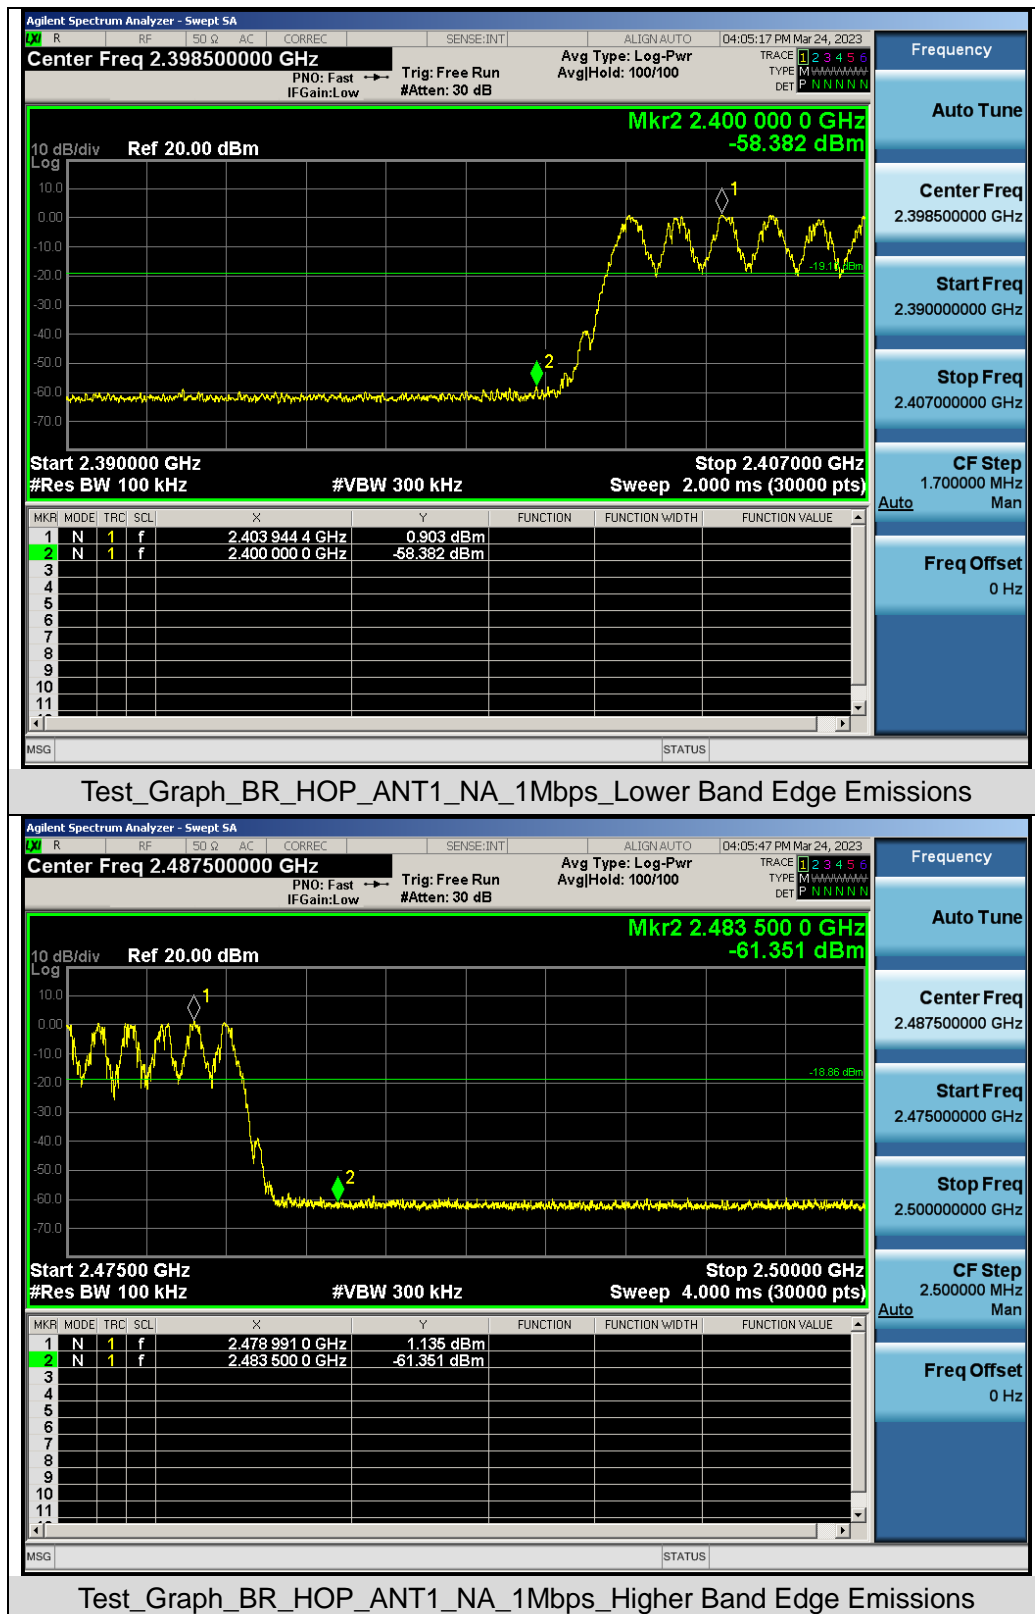 Agilent Spectrum Analyzer - Swept SA
LXI R RF 50 Ω AC CORREC SENSE:INT ALIGN AUTO 04:05:17 PM Mar 24, 2023
Center Freq 2.398500000 GHz
PNO: Fast
IFGain:Low
Trig: Free Run
#Atten: 30 dB
Avg Type: Log-Pwr
Avg|Hold: 100/100
TRACE 1 2 3 4 5 6
TYPE M WWWWW
DET P N N N N N
Mkr2 2.400 000 0 GHz
-58.382 dBm
10 dB/div Ref 20.00 dBm
Log
10.0
0.00
-10.0
-20.0
-30.0
-40.0
-50.0
-60.0
-70.0
1
2
Start 2.390000 GHz Stop 2.407000 GHz
#Res BW 100 kHz #VBW 300 kHz Sweep 2.000 ms (30000 pts)
MKR MODE TRC SCL X Y FUNCTION FUNCTION WIDTH FUNCTION VALUE
1 N 1 f 2.403 944 4 GHz 0.903 dBm
2 N 1 f 2.400 000 0 GHz -58.382 dBm
3
4
5
6
7
8
9
10
11
MSG STATUS
Frequency
Auto Tune
Center Freq
2.398500000 GHz
Start Freq
2.390000000 GHz
Stop Freq
2.407000000 GHz
CF Step
1.700000 MHz
Auto Man
Freq Offset
0 Hz
Test_Graph_BR_HOP_ANT1_NA_1Mbps_Lower Band Edge Emissions
Agilent Spectrum Analyzer - Swept SA
LXI R RF 50 Ω AC CORREC SENSE:INT ALIGN AUTO 04:05:47 PM Mar 24, 2023
Center Freq 2.487500000 GHz
PNO: Fast
IFGain:Low
Trig: Free Run
#Atten: 30 dB
Avg Type: Log-Pwr
Avg|Hold: 100/100
TRACE 1 2 3 4 5 6
TYPE M WWWWW
DET P N N N N N
Mkr2 2.483 500 0 GHz
-61.351 dBm
10 dB/div Ref 20.00 dBm
Log
10.0
0.00
-10.0
-20.0
-30.0
-40.0
-50.0
-60.0
-70.0
1
-18.86 dBm
2
Start 2.47500 GHz Stop 2.50000 GHz
#Res BW 100 kHz #VBW 300 kHz Sweep 4.000 ms (30000 pts)
MKR MODE TRC SCL X Y FUNCTION FUNCTION WIDTH FUNCTION VALUE
1 N 1 f 2.478 991 0 GHz 1.135 dBm
2 N 1 f 2.483 500 0 GHz -61.351 dBm
3
4
5
6
7
8
9
10
11
MSG STATUS
Frequency
Auto Tune
Center Freq
2.487500000 GHz
Start Freq
2.475000000 GHz
Stop Freq
2.500000000 GHz
CF Step
2.500000 MHz
Auto Man
Freq Offset
0 Hz
Test_Graph_BR_HOP_ANT1_NA_1Mbps_Higher Band Edge Emissions